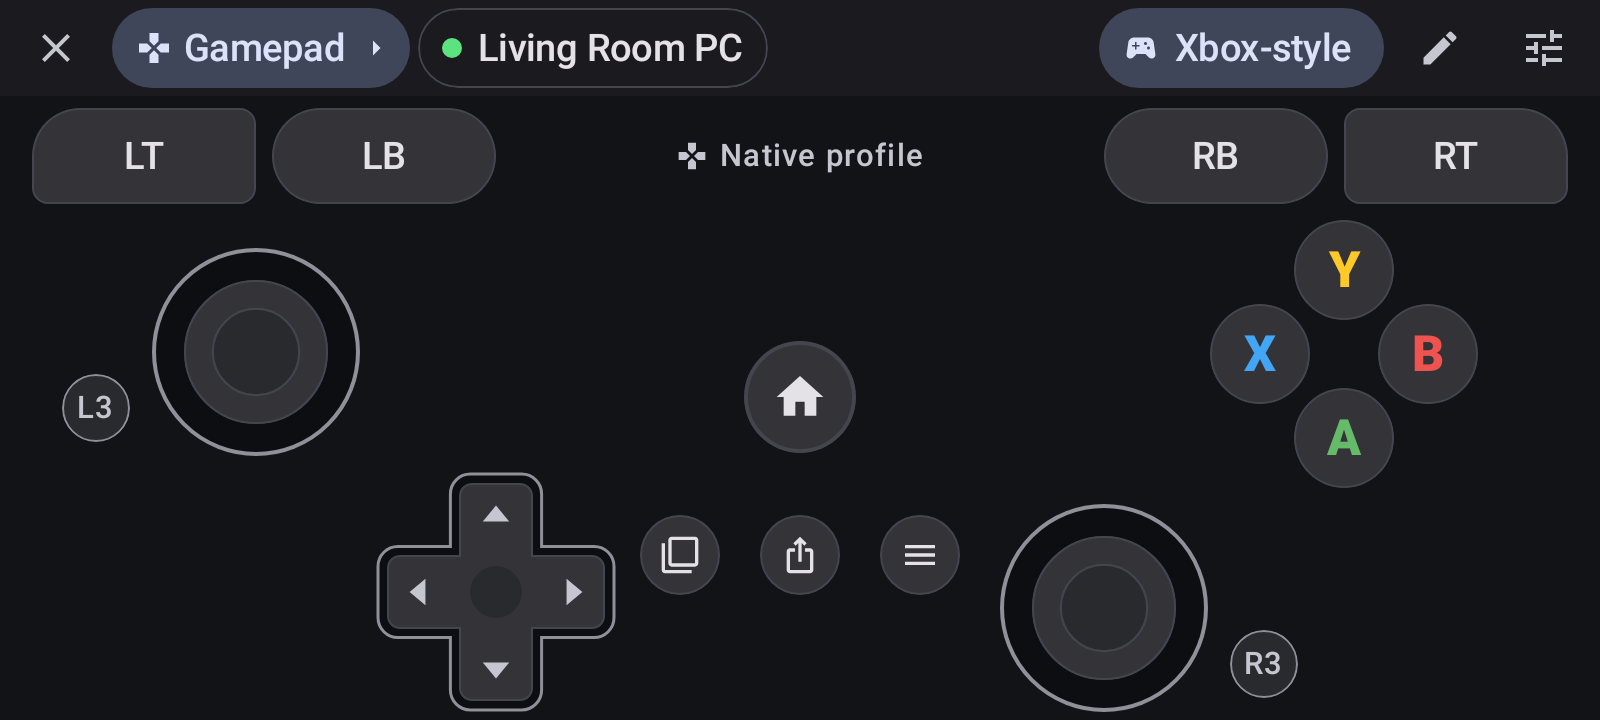 Gamepad
Living Room PC
Xbox-style
LT
LB
Native profile
RB
RT
Y
X
B
A
L3
R3